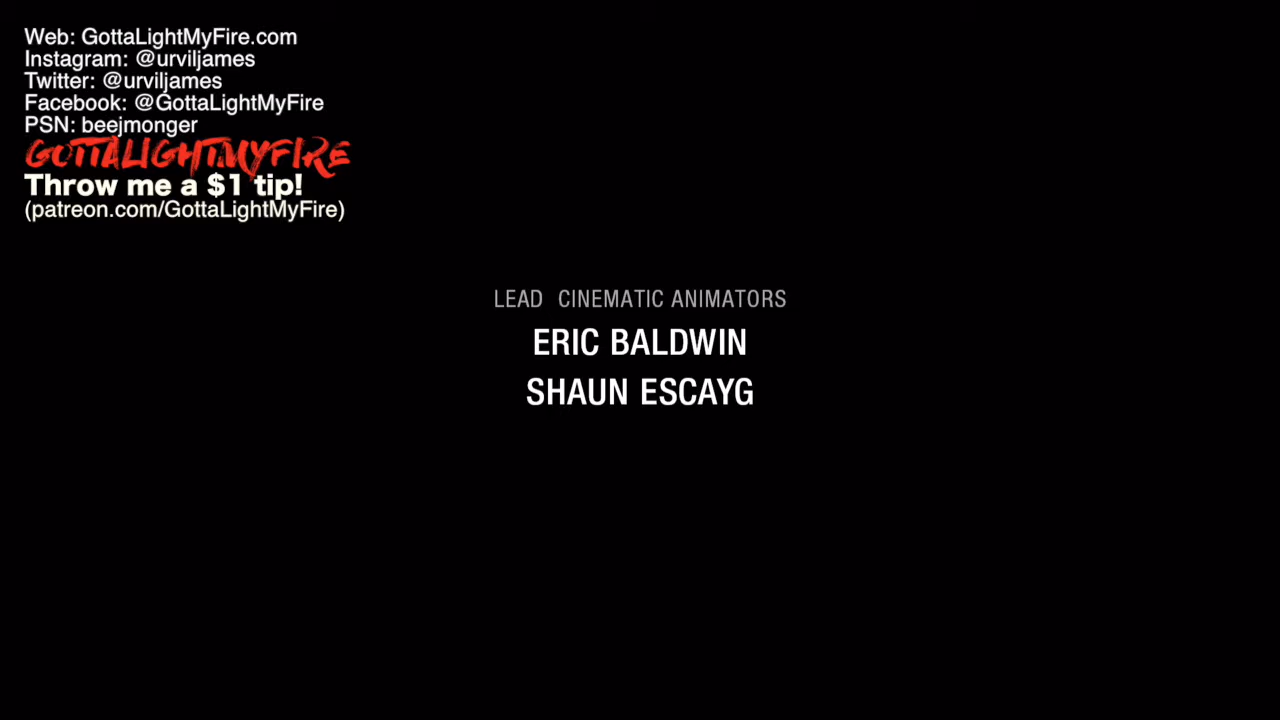 Web: GottaLightMyFire.com
Instagram: @urviljames
Twitter: @urviljames
Facebook: @GottaLightMyFire
PSN: beejmonger
GOTTALIGHTMYFIRE
Throw me a $1 tip!
(patreon.com/GottaLightMyFire)
LEAD CINEMATIC ANIMATORS
ERIC BALDWIN
SHAUN ESCAYG